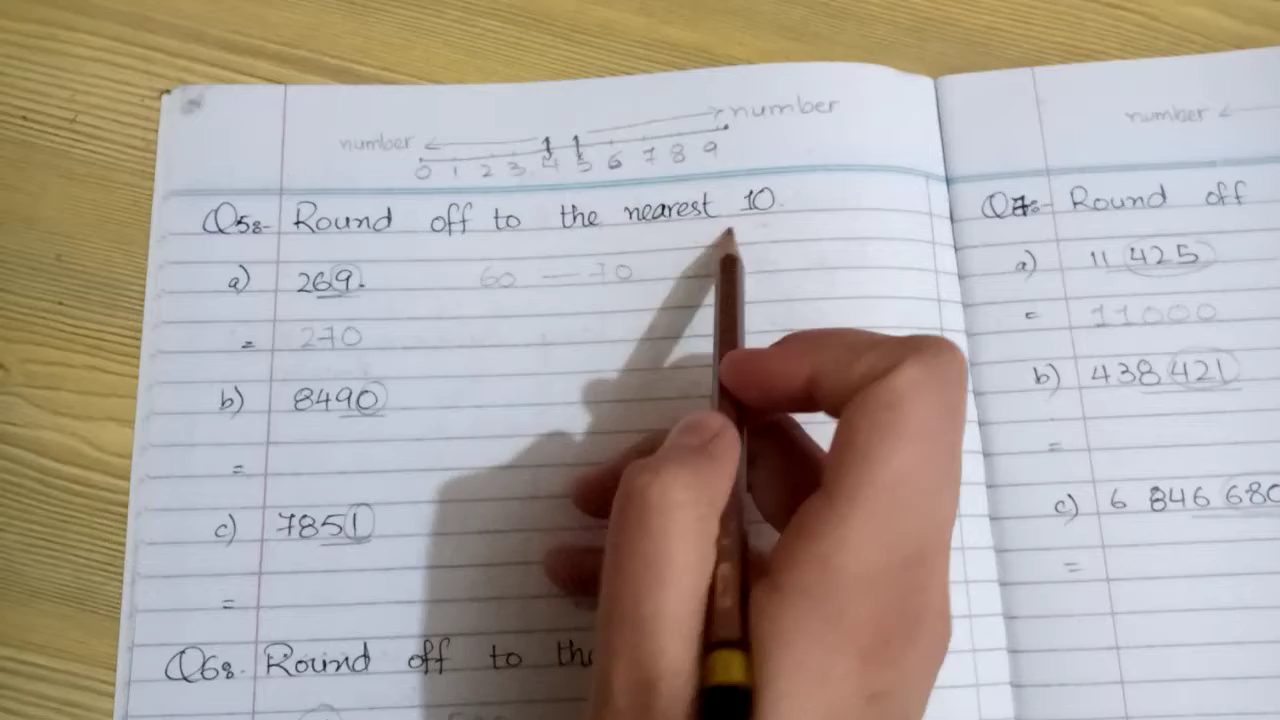 number ← → number
0 1 2 3 4 5 6 7 8 9
Q5:- Round off to the nearest 10.
a) 269. 60 — 70
= 270
b) 8490
=
c) 7851
=
Q6:- Round off to the
number ←
Q7:- Round off
a) 11 425
= 11000
b) 438 421
=
c) 6 846 680
=